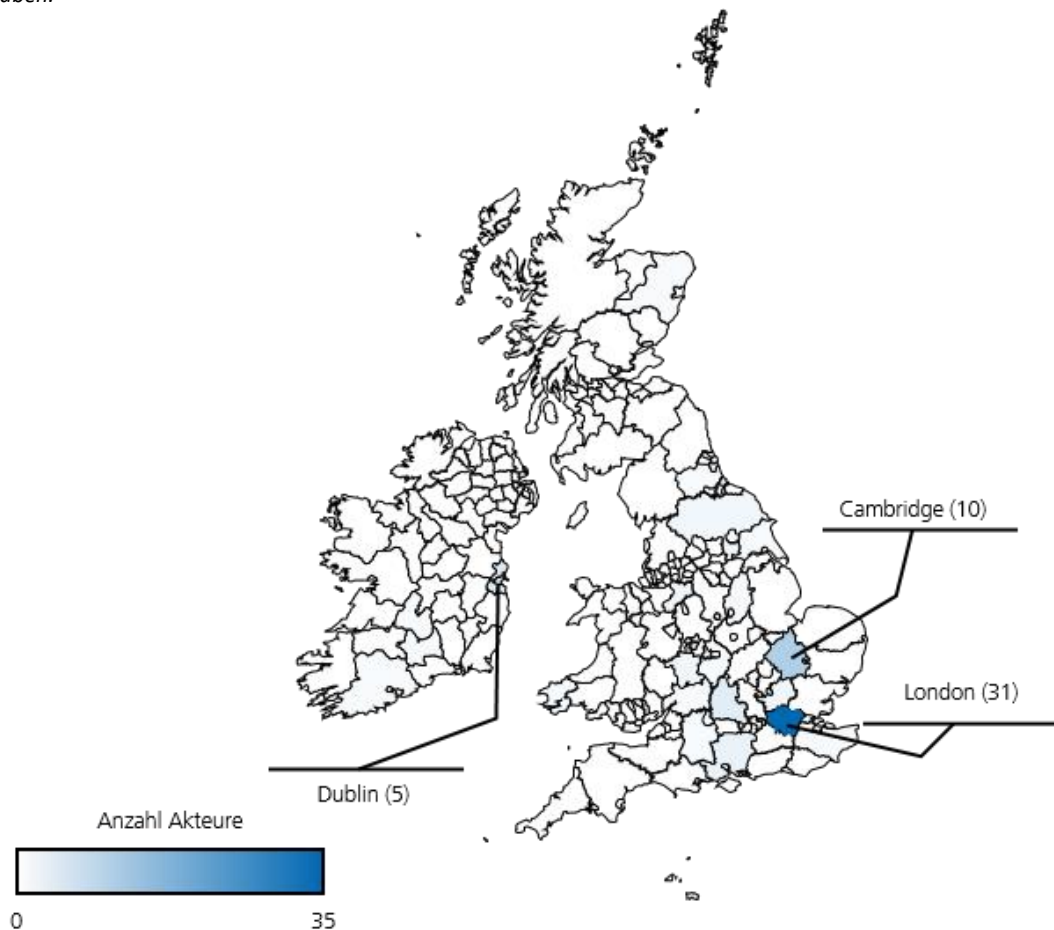 Cambridge (10)
London (31)
Dublin (5)
Anzahl Akteure
0 35